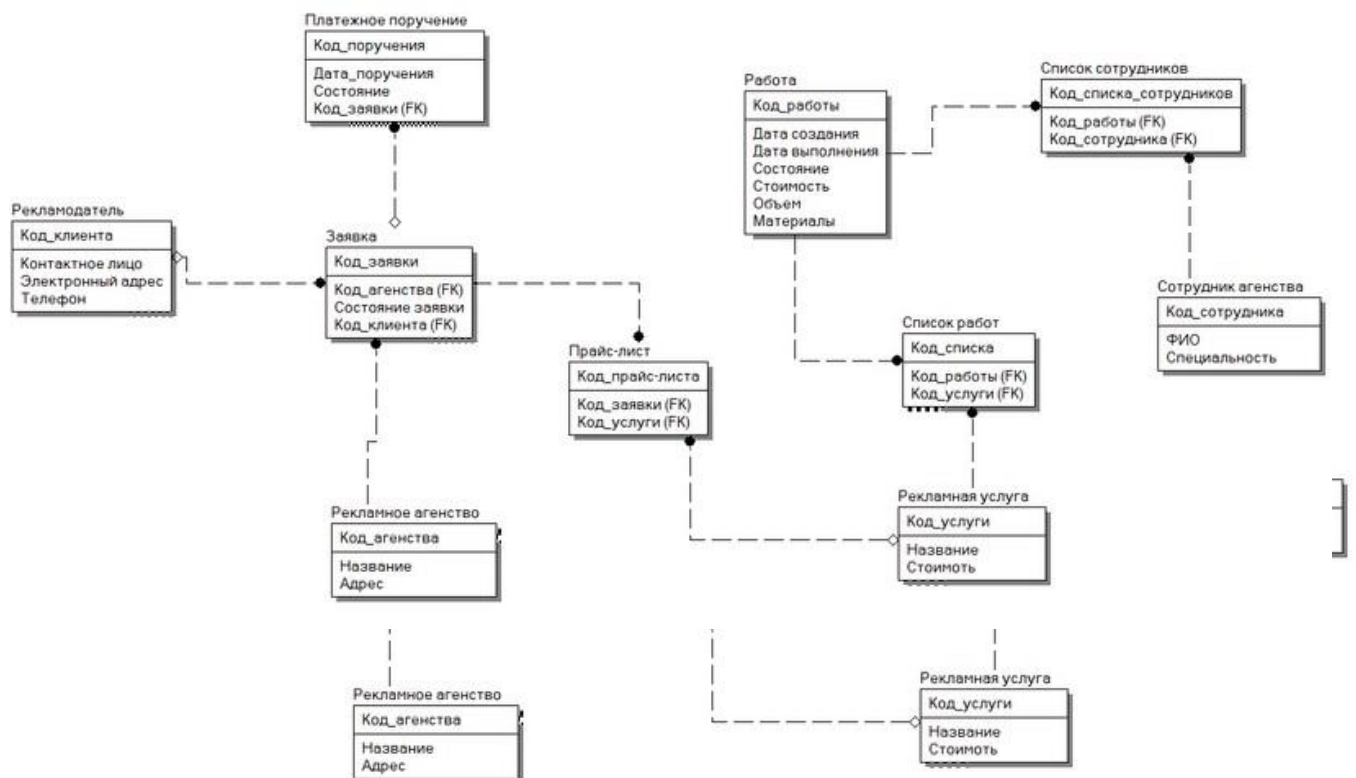 Платежное поручение
Код_поручения
Дата_поручения
Состояние
Код_заявки (FK)
Работа
Код_работы
Дата создания
Дата выполнения
Состояние
Стоимость
Объем
Материалы
Список сотрудников
Код_списка_сотрудников
Код_работы (FK)
Код_сотрудника (FK)
Рекламодатель
Код_клиента
Контактное лицо
Электронный адрес
Телефон
Заявка
Код_заявки
Код_агенства (FK)
Состояние заявки
Код_клиента (FK)
Прайс-лист
Код_прайс-листа
Код_заявки (FK)
Код_услуги (FK)
Список работ
Код_списка
Код_работы (FK)
Код_услуги (FK)
Сотрудник агенства
Код_сотрудника
ФИО
Специальность
Рекламное агенство
Код_агенства
Название
Адрес
Рекламная услуга
Код_услуги
Название
Стоимоть
Рекламное агенство
Код_агенства
Название
Адрес
Рекламная услуга
Код_услуги
Название
Стоимоть